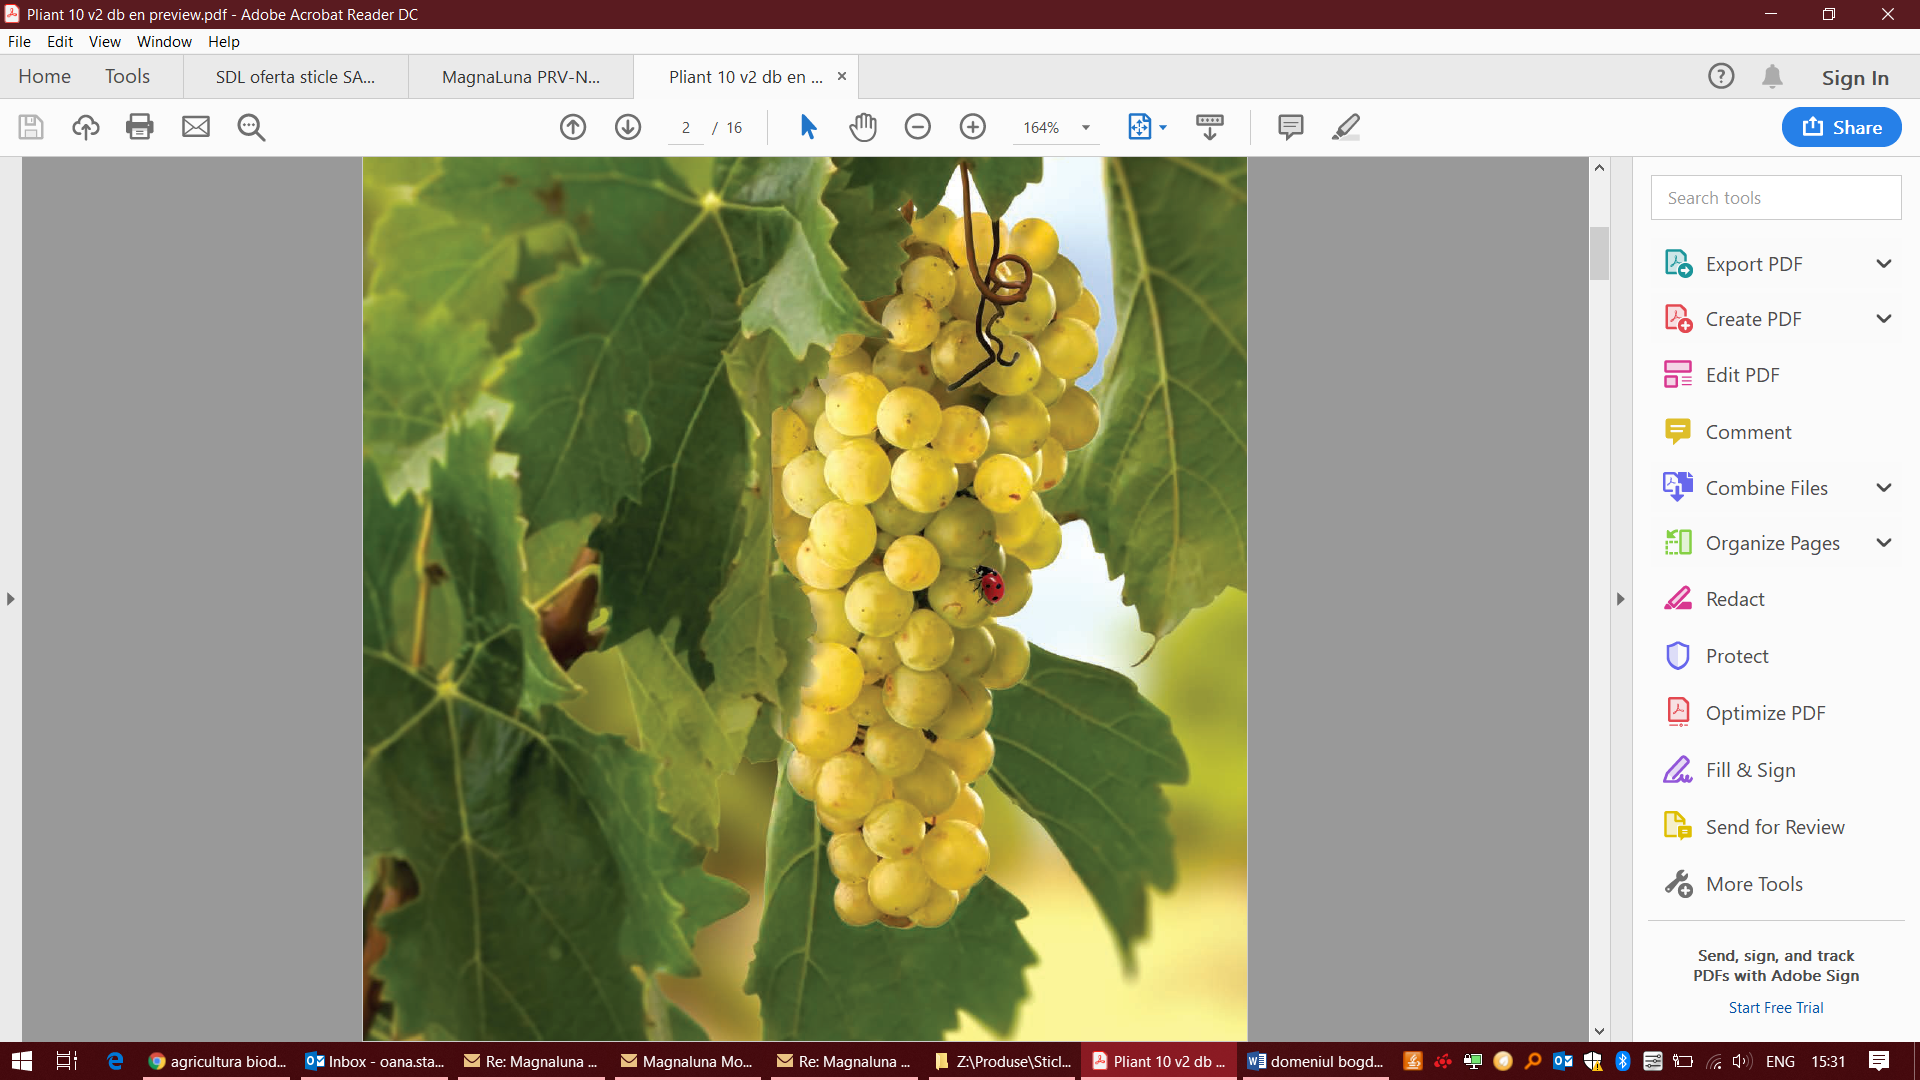 Pliant 10 v2 db en preview.pdf - Adobe Acrobat Reader DC
File Edit View Window Help
Home Tools SDL oferta sticle SA... MagnaLuna PRV-N... Pliant 10 v2 db en ... × Sign In
2 / 16 164% Share
Search tools
Export PDF
Create PDF
Edit PDF
Comment
Combine Files
Organize Pages
Redact
Protect
Optimize PDF
Fill & Sign
Send for Review
More Tools
Send, sign, and track
PDFs with Adobe Sign
Start Free Trial
agricultura biod... Inbox - oana.sta... Re: Magnaluna ... Magnaluna Mo... Re: Magnaluna ... Z:\Produse\Sticl... Pliant 10 v2 db ... domeniul bogd... ENG 15:31